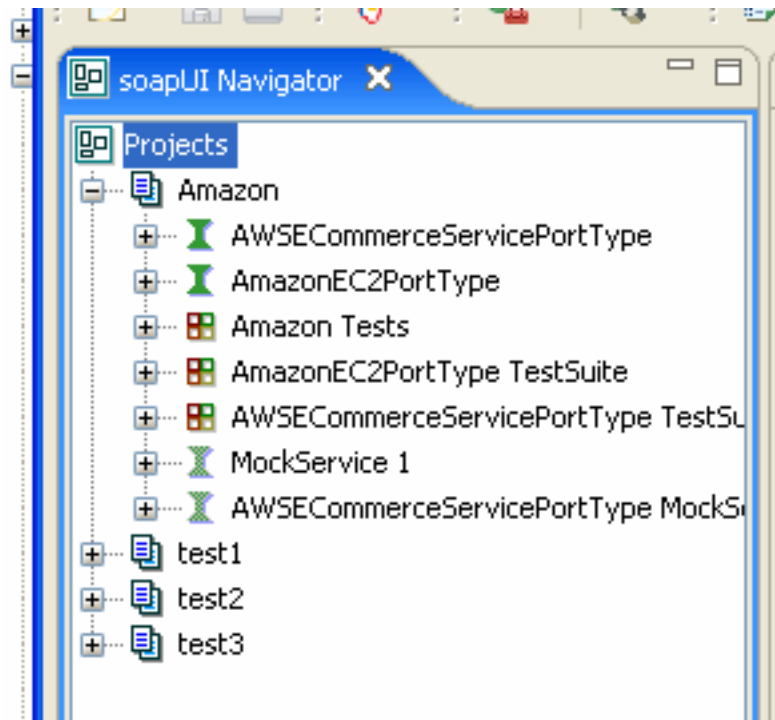 soapUI Navigator
Projects
Amazon
AWSECommerceServicePortType
AmazonEC2PortType
Amazon Tests
AmazonEC2PortType TestSuite
AWSECommerceServicePortType TestSu
MockService 1
AWSECommerceServicePortType MockS
test1
test2
test3